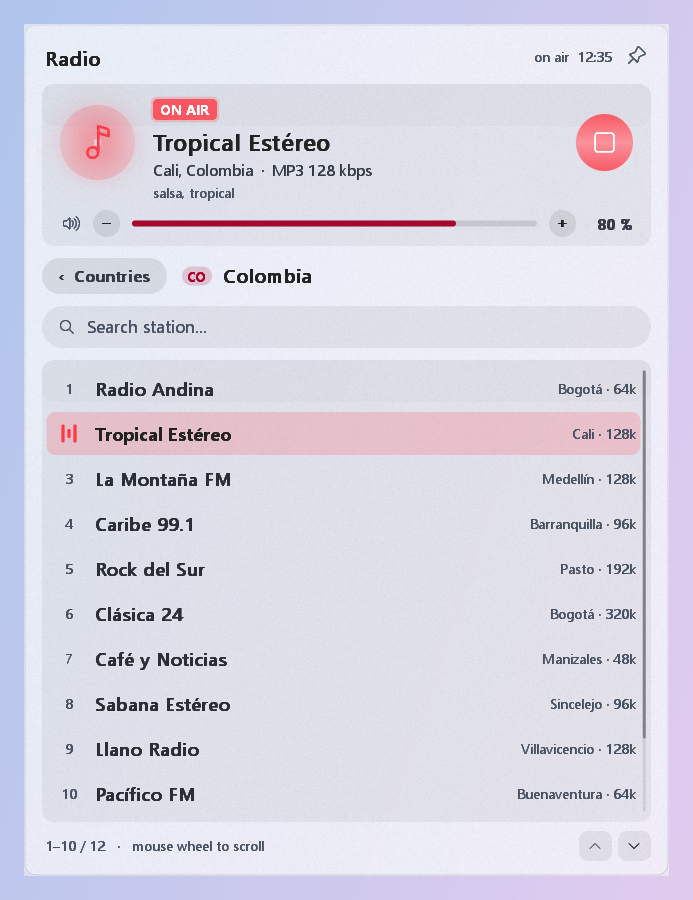 Radio
on air 12:35
ON AIR
Tropical Estéreo
Cali, Colombia · MP3 128 kbps
salsa, tropical
− + 80 %
‹ Countries CO Colombia
Search station...
1 Radio Andina Bogotá · 64k
Tropical Estéreo Cali · 128k
3 La Montaña FM Medellín · 128k
4 Caribe 99.1 Barranquilla · 96k
5 Rock del Sur Pasto · 192k
6 Clásica 24 Bogotá · 320k
7 Café y Noticias Manizales · 48k
8 Sabana Estéreo Sincelejo · 96k
9 Llano Radio Villavicencio · 128k
10 Pacífico FM Buenaventura · 64k
1–10 / 12 · mouse wheel to scroll